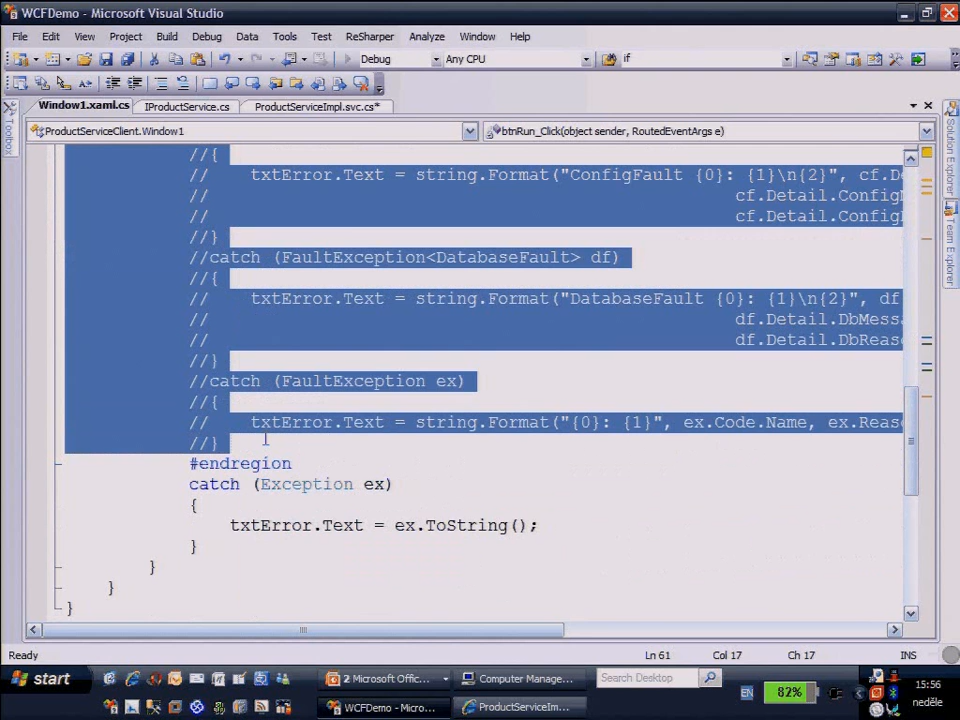 WCFDemo - Microsoft Visual Studio
File Edit View Project Build Debug Data Tools Test ReSharper Analyze Window Help
Debug Any CPU if
Window1.xaml.cs IProductService.cs ProductServiceImpl.svc.cs*
Toolbox
ProductServiceClient.Window1 btnRun_Click(object sender, RoutedEventArgs e)
Solution Explorer
Team Explorer
//{
// txtError.Text = string.Format("ConfigFault {0}: {1}\n{2}", cf.De
// cf.Detail.ConfigM
// cf.Detail.Config
//}
//catch (FaultException<DatabaseFault> df)
//{
// txtError.Text = string.Format("DatabaseFault {0}: {1}\n{2}", df
// df.Detail.DbMess
// df.Detail.DbReas
//}
//catch (FaultException ex)
//{
// txtError.Text = string.Format("{0}: {1}", ex.Code.Name, ex.Reas
//}
#endregion
catch (Exception ex)
{
txtError.Text = ex.ToString();
}
}
}
}
Ready Ln 61 Col 17 Ch 17 INS
start 2 Microsoft Offic... Computer Manage... Search Desktop 15:56
WCFDemo - Micro... ProductServiceIm... EN 82% neděle